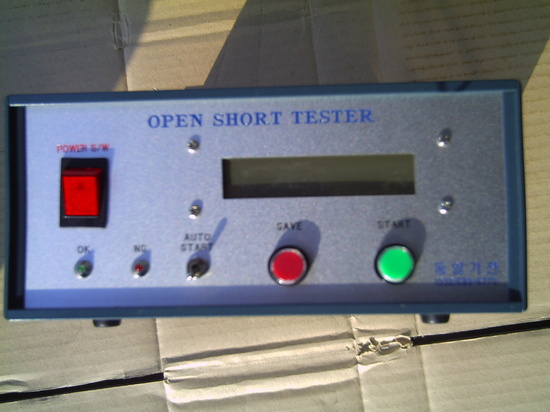 OPEN SHORT TESTER
POWER S/W
OK
NG
AUTO
START
SAVE
START